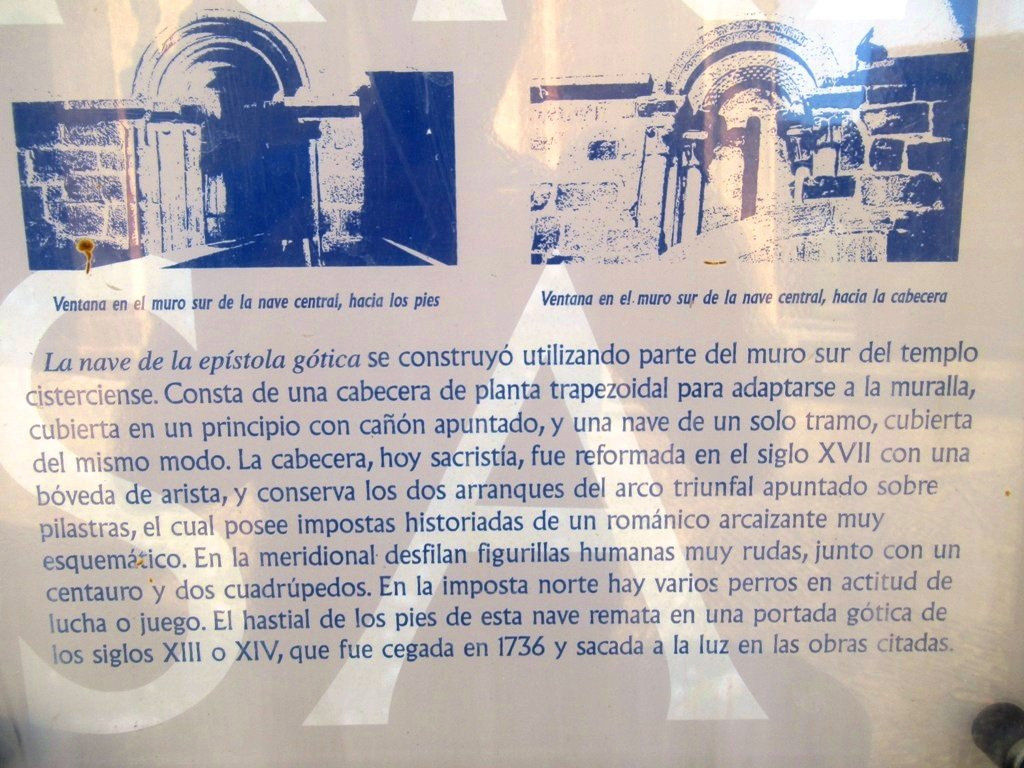 Ventana en el muro sur de la nave central, hacia los pies
Ventana en el muro sur de la nave central, hacia la cabecera
La nave de la epístola gótica se construyó utilizando parte del muro sur del templo
cisterciense. Consta de una cabecera de planta trapezoidal para adaptarse a la muralla,
cubierta en un principio con cañón apuntado, y una nave de un solo tramo, cubierta
del mismo modo. La cabecera, hoy sacristía, fue reformada en el siglo XVII con una
bóveda de arista, y conserva los dos arranques del arco triunfal apuntado sobre
pilastras, el cual posee impostas historiadas de un románico arcaizante muy
esquemático. En la meridional desfilan figurillas humanas muy rudas, junto con un
centauro y dos cuadrúpedos. En la imposta norte hay varios perros en actitud de
lucha o juego. El hastial de los pies de esta nave remata en una portada gótica de
los siglos XIII o XIV, que fue cegada en 1736 y sacada a la luz en las obras citadas.
SA